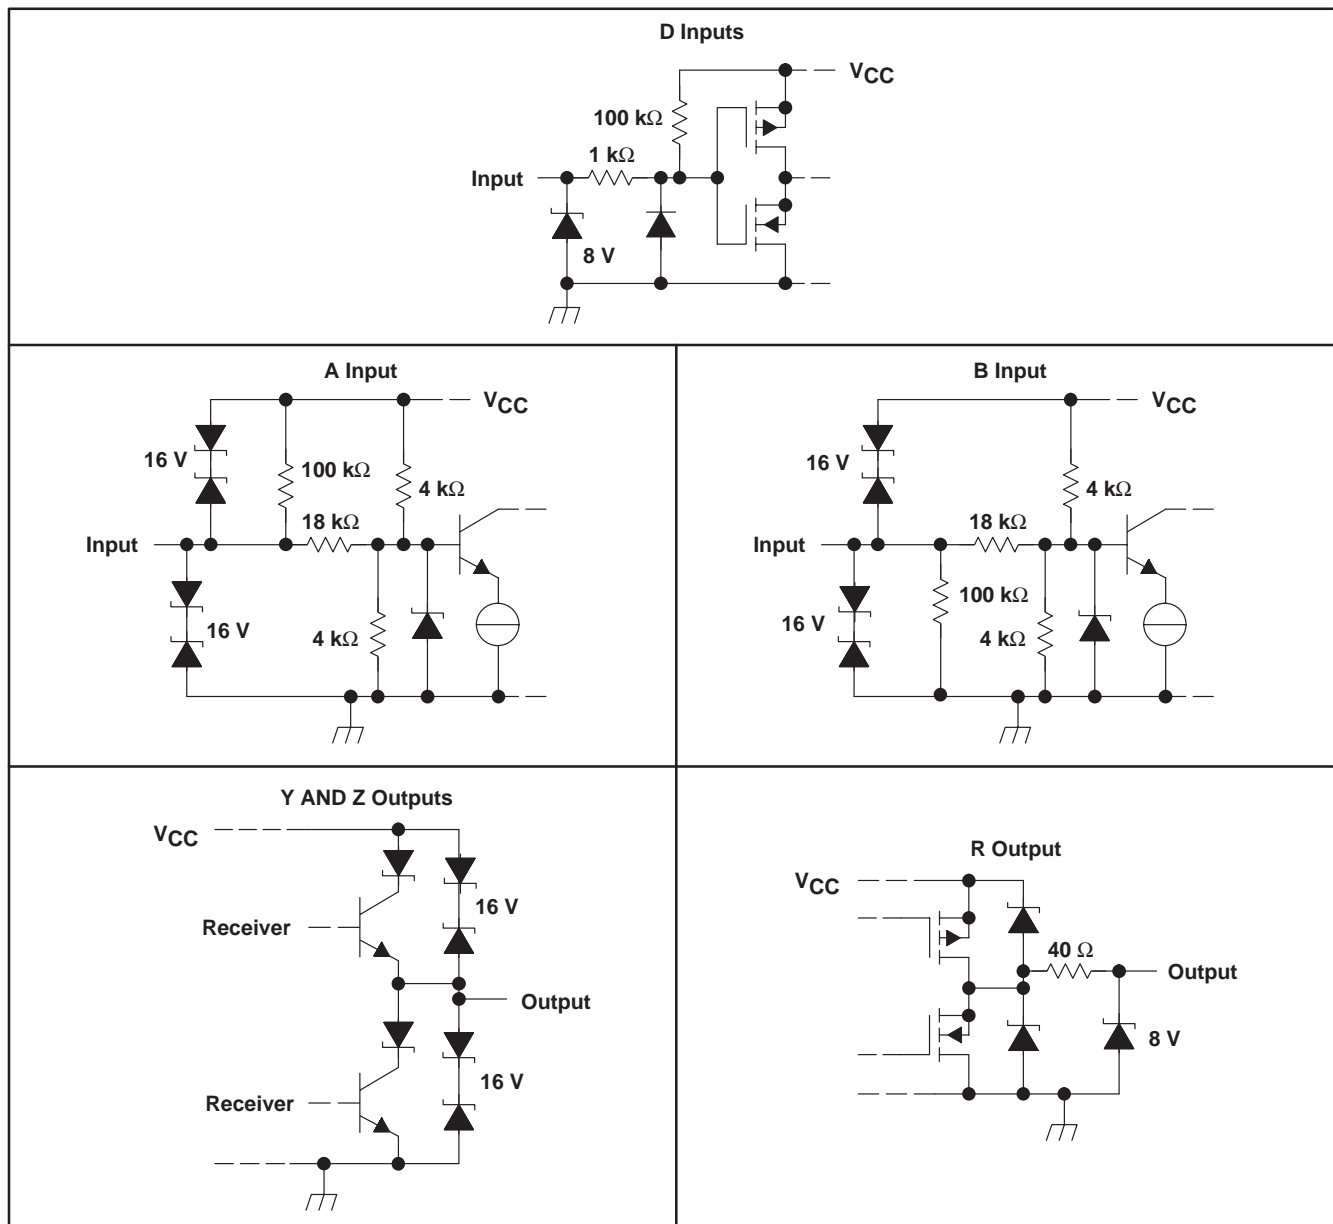 D Inputs
VCC
100 kΩ
1 kΩ
Input
8 V
A Input
VCC
16 V
100 kΩ
4 kΩ
18 kΩ
Input
16 V
4 kΩ
B Input
VCC
16 V
4 kΩ
18 kΩ
Input
100 kΩ
16 V
4 kΩ
Y AND Z Outputs
VCC
16 V
Receiver
Output
16 V
Receiver
R Output
VCC
40 Ω
Output
8 V